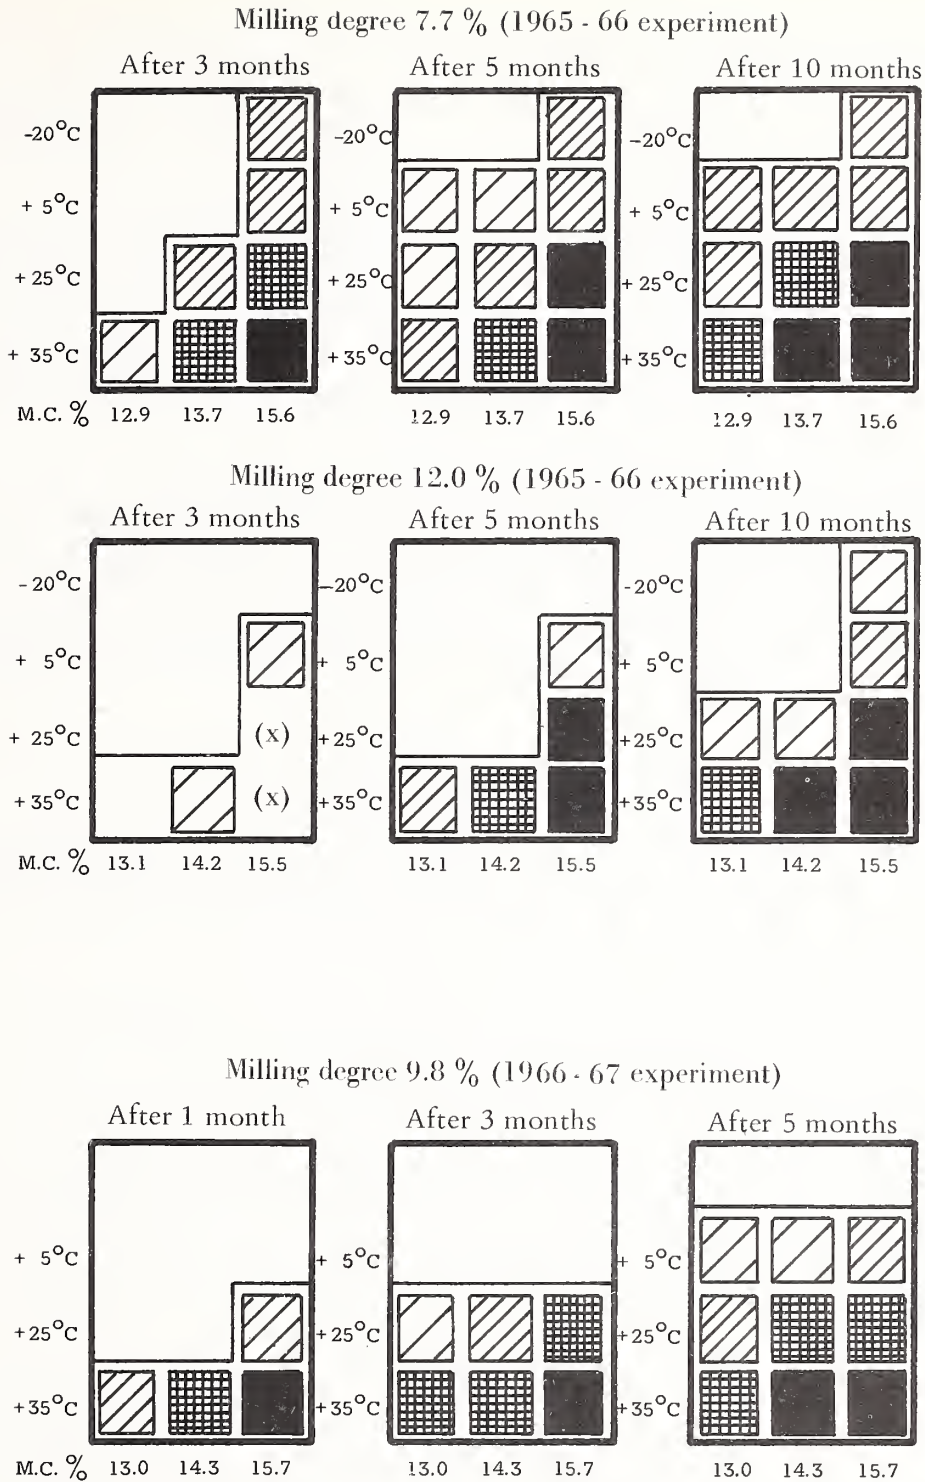 Milling degree 7.7 % (1965 - 66 experiment)
After 3 months After 5 months After 10 months
-20°C -20°C -20°C
+ 5°C + 5°C + 5°C
+ 25°C + 25°C + 25°C
+ 35°C + 35°C + 35°C
M.C. % 12.9 13.7 15.6 12.9 13.7 15.6 12.9 13.7 15.6
Milling degree 12.0 % (1965 - 66 experiment)
After 3 months After 5 months After 10 months
- 20°C -20°C -20°C
+ 5°C + 5°C + 5°C
+ 25°C (x) +25°C +25°C
+35°C (x) +35°C +35°C
M.C. % 13.1 14.2 15.5 13.1 14.2 15.5 13.1 14.2 15.5
Milling degree 9.8 % (1966 - 67 experiment)
After 1 month After 3 months After 5 months
+ 5°C + 5°C + 5°C
+25°C +25°C +25°C
+35°C +35°C +35°C
M.C. % 13.0 14.3 15.7 13.0 14.3 15.7 13.0 14.3 15.7